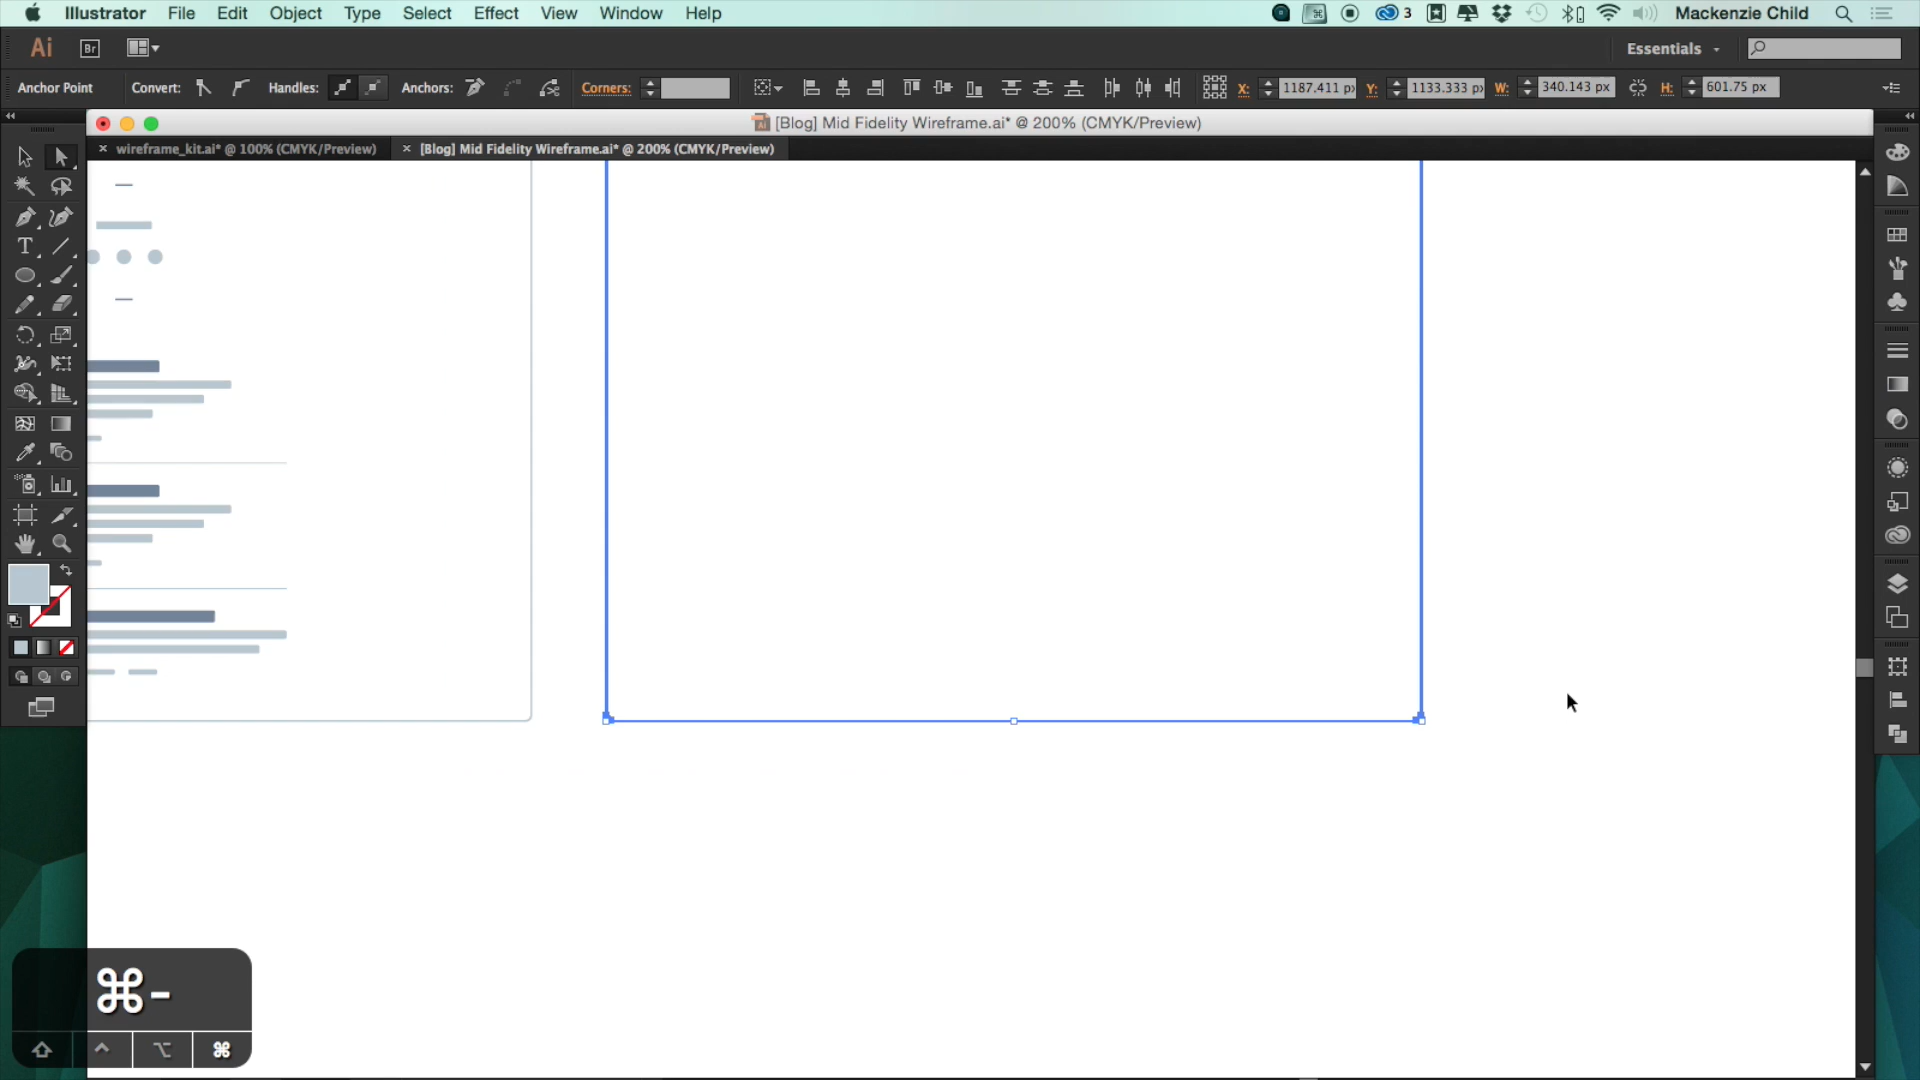 Illustrator File Edit Object Type Select Effect View Window Help 3 Mackenzie Child
Ai Br Essentials
Anchor Point Convert: Handles: Anchors: Corners: X: 1187.411 px Y: 1133.333 px W: 340.143 px H: 601.75 px
[Blog] Mid Fidelity Wireframe.ai* @ 200% (CMYK/Preview)
× wireframe_kit.ai* @ 100% (CMYK/Preview) × [Blog] Mid Fidelity Wireframe.ai* @ 200% (CMYK/Preview)
⌘-
⌘